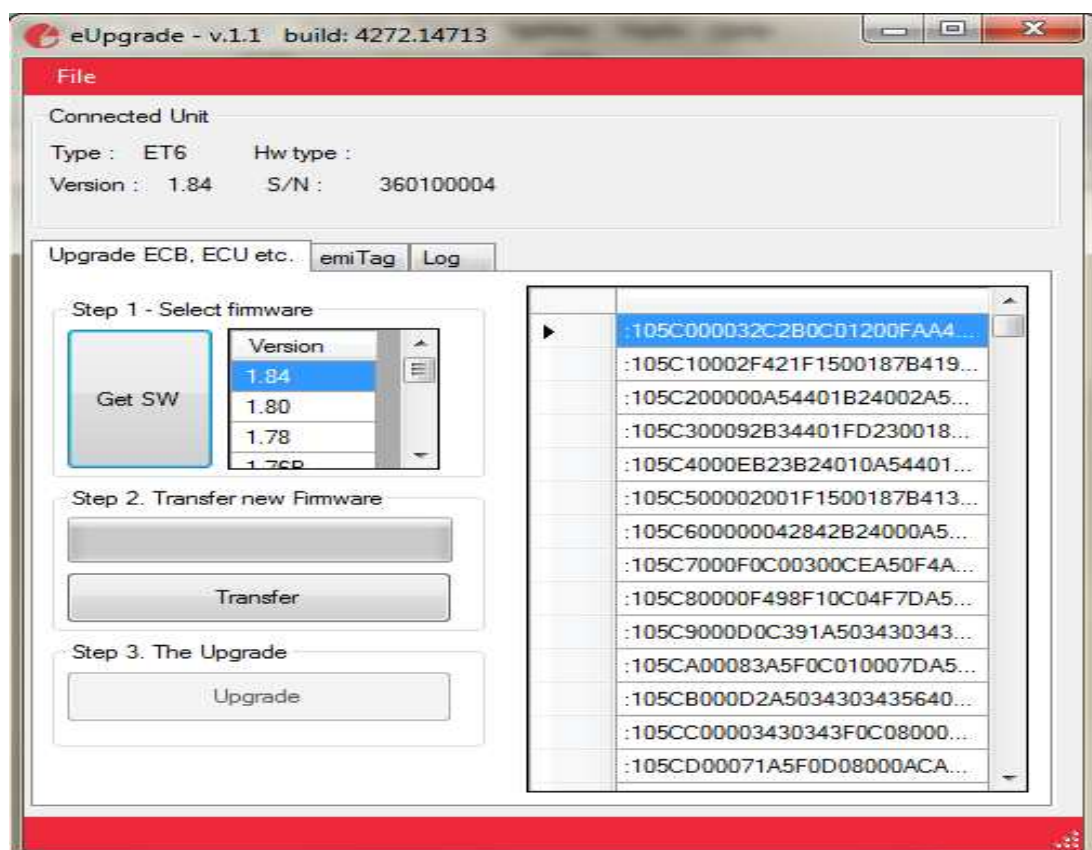 eUpgrade - v.1.1 build: 4272.14713
File
Connected Unit
Type : ET6 Hw type :
Version : 1.84 S/N : 360100004
Upgrade ECB, ECU etc. emiTag Log
Step 1 - Select firmware
Get SW
Version
1.84
1.80
1.78
Step 2. Transfer new Firmware
Transfer
Step 3. The Upgrade
Upgrade
:105C000032C2B0C01200FAA4...
:105C10002F421F1500187B419...
:105C200000A54401B24002A5...
:105C300092B34401FD230018...
:105C4000EB23B24010A54401...
:105C500002001F1500187B413...
:105C600000042842B24000A5...
:105C7000F0C00300CEA50F4A...
:105C80000F498F10C04F7DA5...
:105C9000D0C391A503430343...
:105CA00083A5F0C010007DA5...
:105CB000D2A5034303435640...
:105CC00003430343F0C08000...
:105CD00071A5F0D08000ACA...